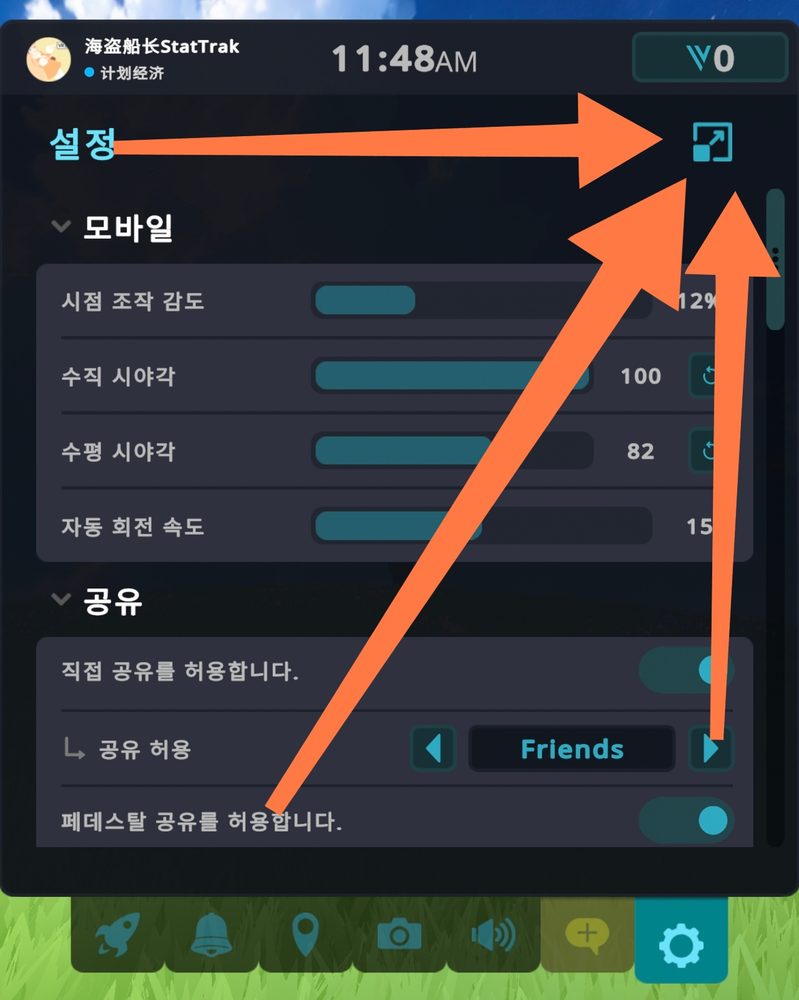 海盗船长StatTrak
计划经济
11:48AM
0
설정
모바일
시점 조작 감도 12%
수직 시야각 100
수평 시야각 82
자동 회전 속도 15
공유
직접 공유를 허용합니다.
공유 허용 Friends
페데스탈 공유를 허용합니다.